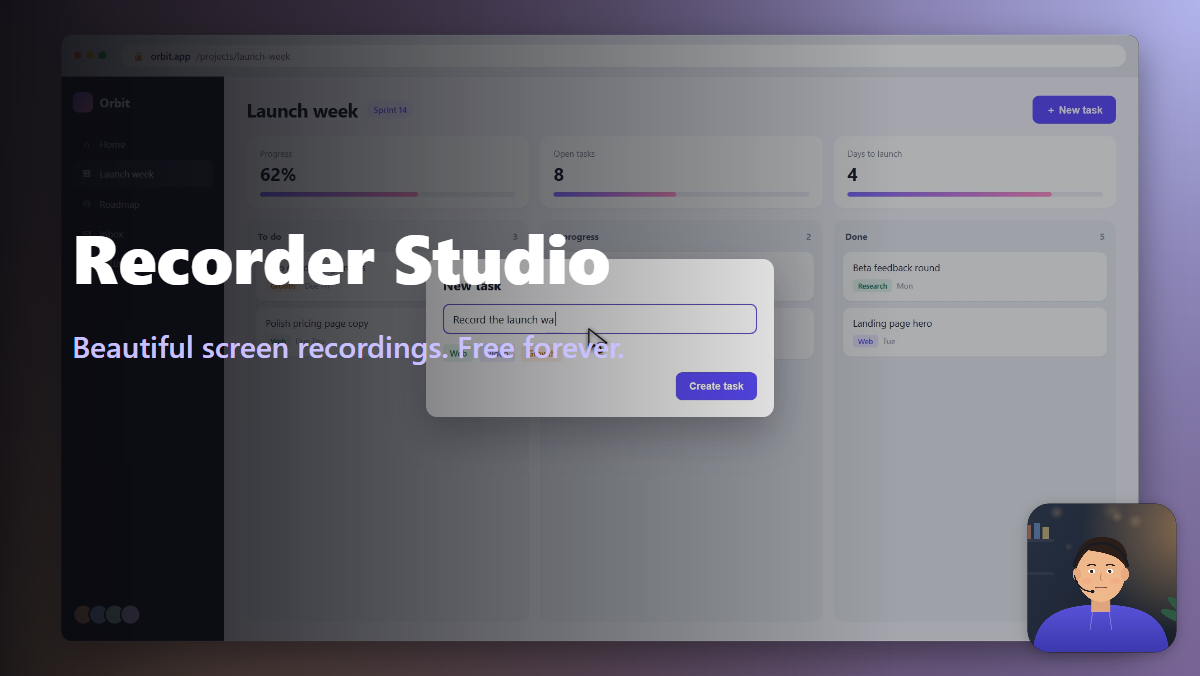 orbit.app /projects/launch-week
Orbit
Home
Launch week
Roadmap
Inbox
Launch week
Sprint 14
+ New task
Progress
62%
Open tasks
8
Days to launch
4
To do
3
progress
2
Done
5
Recorder Studio
Beautiful screen recordings. Free forever.
New task
Record the launch wa
Web
Create task
Polish pricing page copy
Beta feedback round
Research Mon
Landing page hero
Web Tue